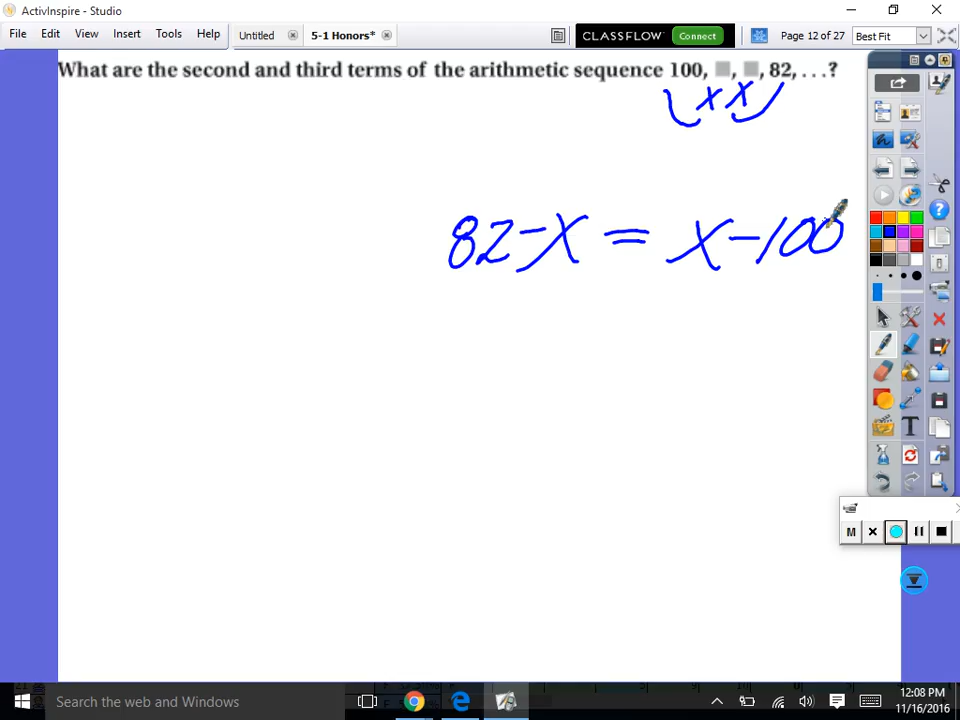 ActivInspire - Studio
File Edit View Insert Tools Help Untitled 5-1 Honors* CLASSFLOW Connect Page 12 of 27 Best Fit
What are the second and third terms of the arithmetic sequence 100, ■, ■, 82, . . .?
x x
82-x = x-100
T
M
Search the web and Windows
12:08 PM
11/16/2016